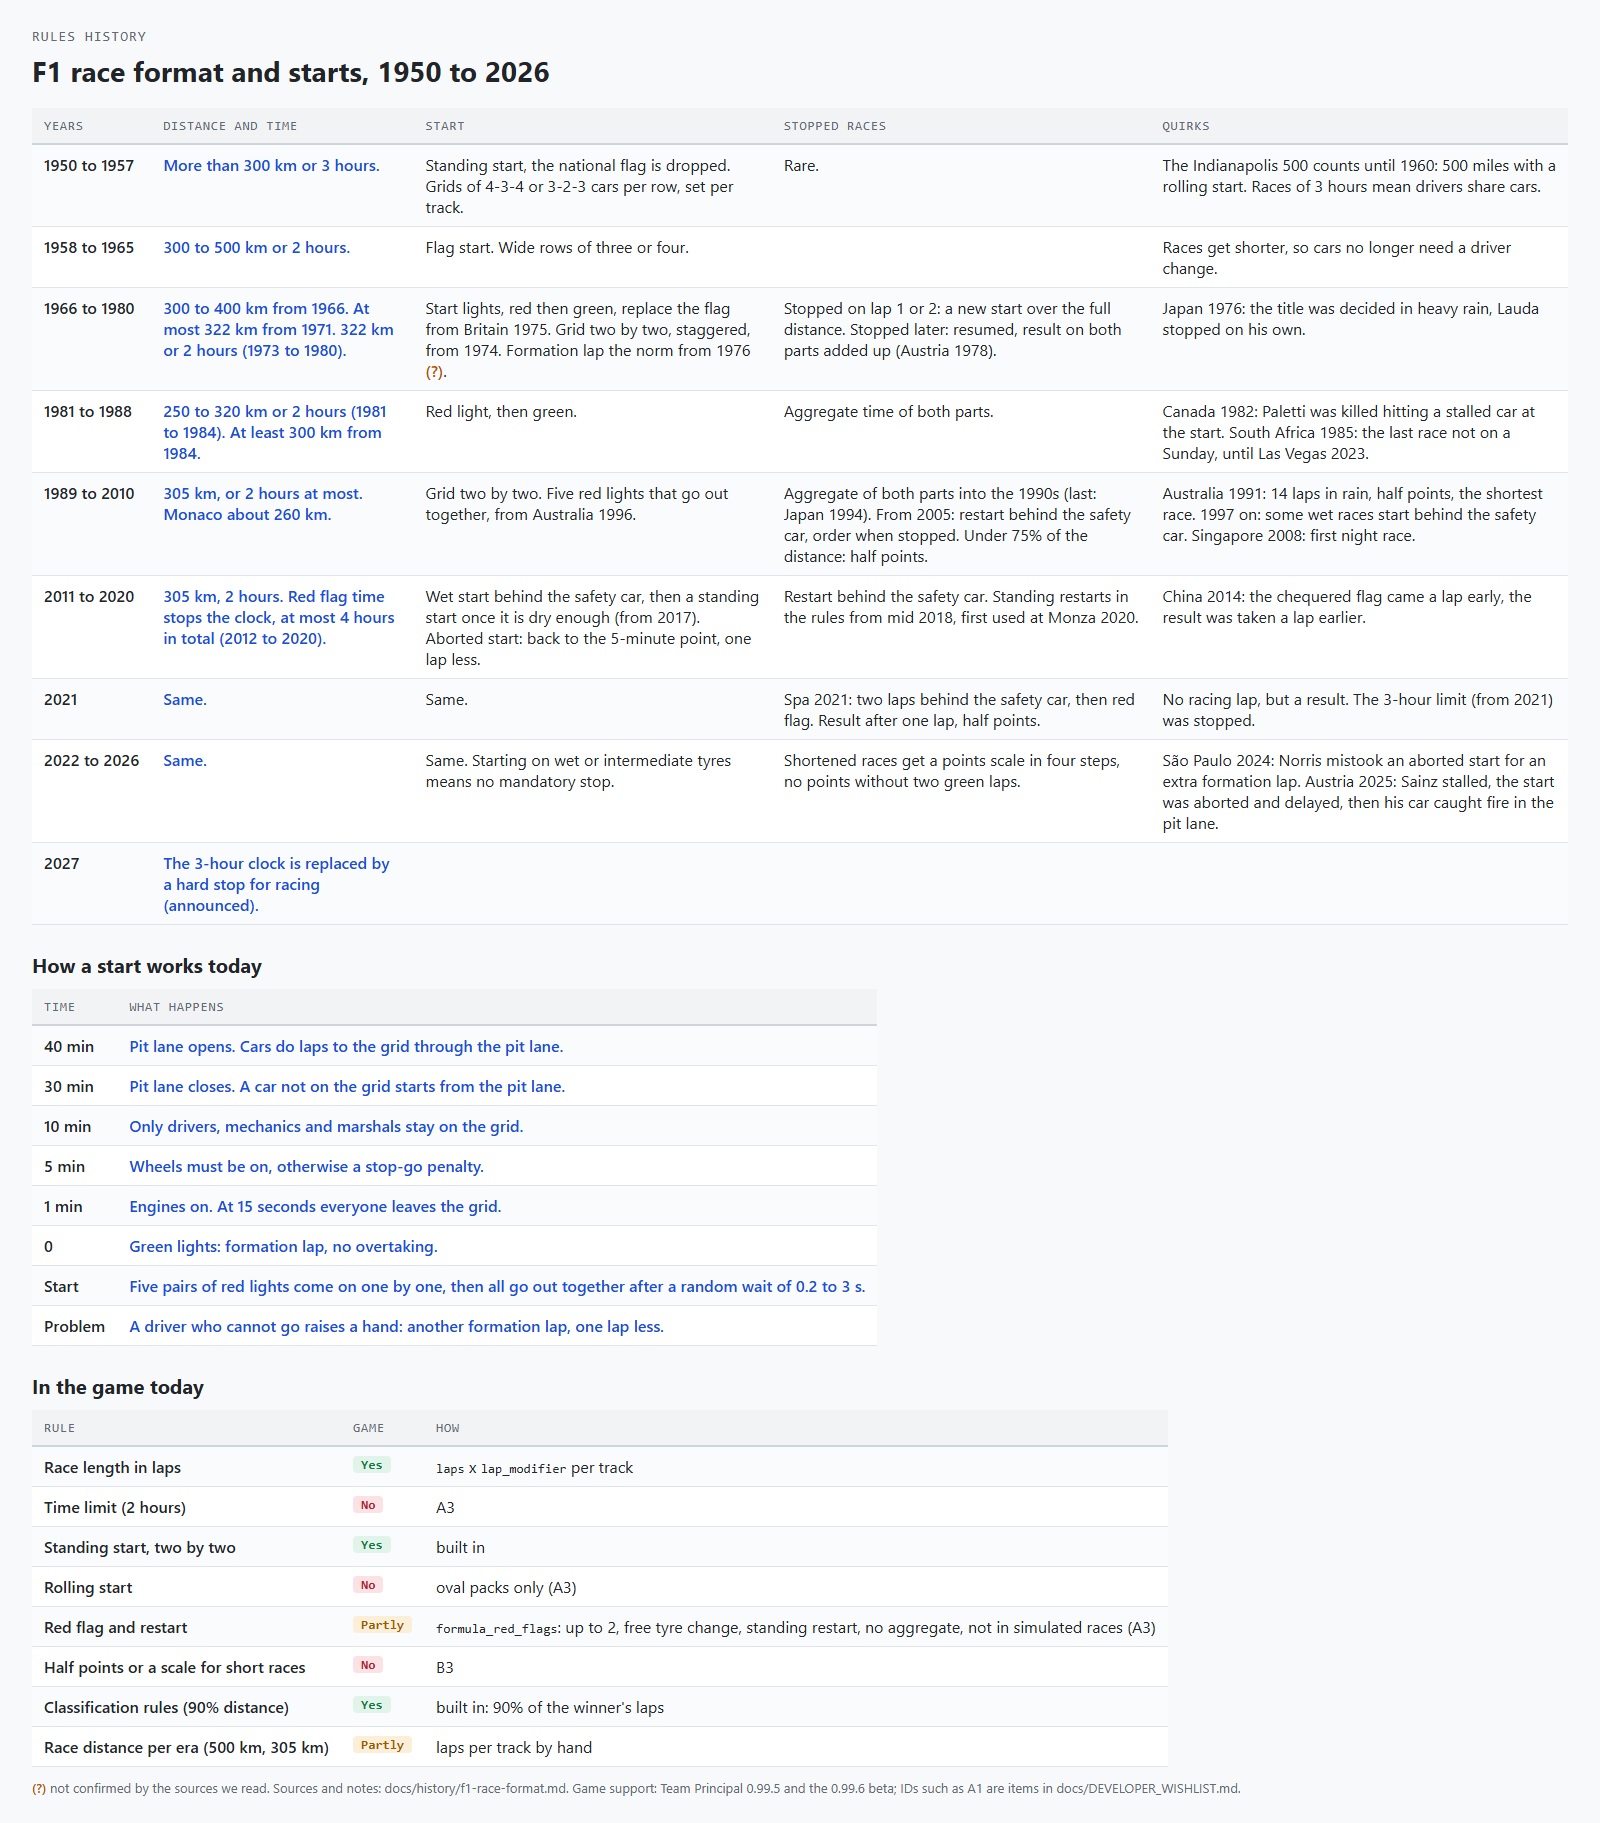 RULES HISTORY
F1 race format and starts, 1950 to 2026
YEARS DISTANCE AND TIME START STOPPED RACES QUIRKS
1950 to 1957
More than 300 km or 3 hours.
Standing start, the national flag is dropped.
Grids of 4-3-4 or 3-2-3 cars per row, set per
track.
Rare.
The Indianapolis 500 counts until 1960: 500 miles with a
rolling start. Races of 3 hours mean drivers share cars.
1958 to 1965
300 to 500 km or 2 hours.
Flag start. Wide rows of three or four.
Races get shorter, so cars no longer need a driver
change.
1966 to 1980
300 to 400 km from 1966. At
most 322 km from 1971. 322 km
or 2 hours (1973 to 1980).
Start lights, red then green, replace the flag
from Britain 1975. Grid two by two, staggered,
from 1974. Formation lap the norm from 1976
(?).
Stopped on lap 1 or 2: a new start over the full
distance. Stopped later: resumed, result on both
parts added up (Austria 1978).
Japan 1976: the title was decided in heavy rain, Lauda
stopped on his own.
1981 to 1988
250 to 320 km or 2 hours (1981
to 1984). At least 300 km from
1984.
Red light, then green.
Aggregate time of both parts.
Canada 1982: Paletti was killed hitting a stalled car at
the start. South Africa 1985: the last race not on a
Sunday, until Las Vegas 2023.
1989 to 2010
305 km, or 2 hours at most.
Monaco about 260 km.
Grid two by two. Five red lights that go out
together, from Australia 1996.
Aggregate of both parts into the 1990s (last:
Japan 1994). From 2005: restart behind the safety
car, order when stopped. Under 75% of the
distance: half points.
Australia 1991: 14 laps in rain, half points, the shortest
race. 1997 on: some wet races start behind the safety
car. Singapore 2008: first night race.
2011 to 2020
305 km, 2 hours. Red flag time
stops the clock, at most 4 hours
in total (2012 to 2020).
Wet start behind the safety car, then a standing
start once it is dry enough (from 2017).
Aborted start: back to the 5-minute point, one
lap less.
Restart behind the safety car. Standing restarts in
the rules from mid 2018, first used at Monza 2020.
China 2014: the chequered flag came a lap early, the
result was taken a lap earlier.
2021
Same.
Same.
Spa 2021: two laps behind the safety car, then red
flag. Result after one lap, half points.
No racing lap, but a result. The 3-hour limit (from 2021)
was stopped.
2022 to 2026
Same.
Same. Starting on wet or intermediate tyres
means no mandatory stop.
Shortened races get a points scale in four steps,
no points without two green laps.
São Paulo 2024: Norris mistook an aborted start for an
extra formation lap. Austria 2025: Sainz stalled, the start
was aborted and delayed, then his car caught fire in the
pit lane.
2027
The 3-hour clock is replaced by
a hard stop for racing
(announced).
How a start works today
TIME WHAT HAPPENS
40 min Pit lane opens. Cars do laps to the grid through the pit lane.
30 min Pit lane closes. A car not on the grid starts from the pit lane.
10 min Only drivers, mechanics and marshals stay on the grid.
5 min Wheels must be on, otherwise a stop-go penalty.
1 min Engines on. At 15 seconds everyone leaves the grid.
0 Green lights: formation lap, no overtaking.
Start Five pairs of red lights come on one by one, then all go out together after a random wait of 0.2 to 3 s.
Problem A driver who cannot go raises a hand: another formation lap, one lap less.
In the game today
RULE GAME HOW
Race length in laps Yes laps x lap_modifier per track
Time limit (2 hours) No A3
Standing start, two by two Yes built in
Rolling start No oval packs only (A3)
Red flag and restart Partly formula_red_flags: up to 2, free tyre change, standing restart, no aggregate, not in simulated races (A3)
Half points or a scale for short races No B3
Classification rules (90% distance) Yes built in: 90% of the winner's laps
Race distance per era (500 km, 305 km) Partly laps per track by hand
(?) not confirmed by the sources we read. Sources and notes: docs/history/f1-race-format.md. Game support: Team Principal 0.99.5 and the 0.99.6 beta; IDs such as A1 are items in docs/DEVELOPER_WISHLIST.md.